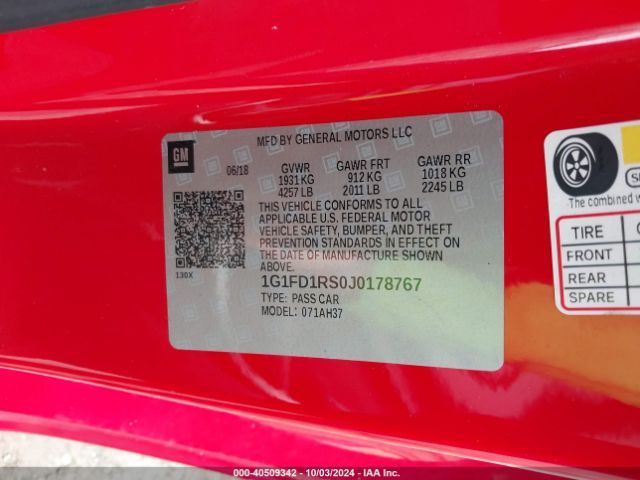 MFD BY GENERAL MOTORS LLC
GM
06/18 GVWR GAWR FRT GAWR RR
1931 KG 912 KG 1018 KG
4257 LB 2011 LB 2245 LB
THIS VEHICLE CONFORMS TO ALL
APPLICABLE U.S. FEDERAL MOTOR
VEHICLE SAFETY, BUMPER, AND THEFT
PREVENTION STANDARDS IN EFFECT ON
THE DATE OF MANUFACTURE SHOWN
ABOVE.
130X
1G1FD1RS0J0178767
TYPE: PASS CAR
MODEL: 071AH37
The combined
TIRE
FRONT
REAR
SPARE
000-40509342 - 10/03/2024 - IAA Inc.